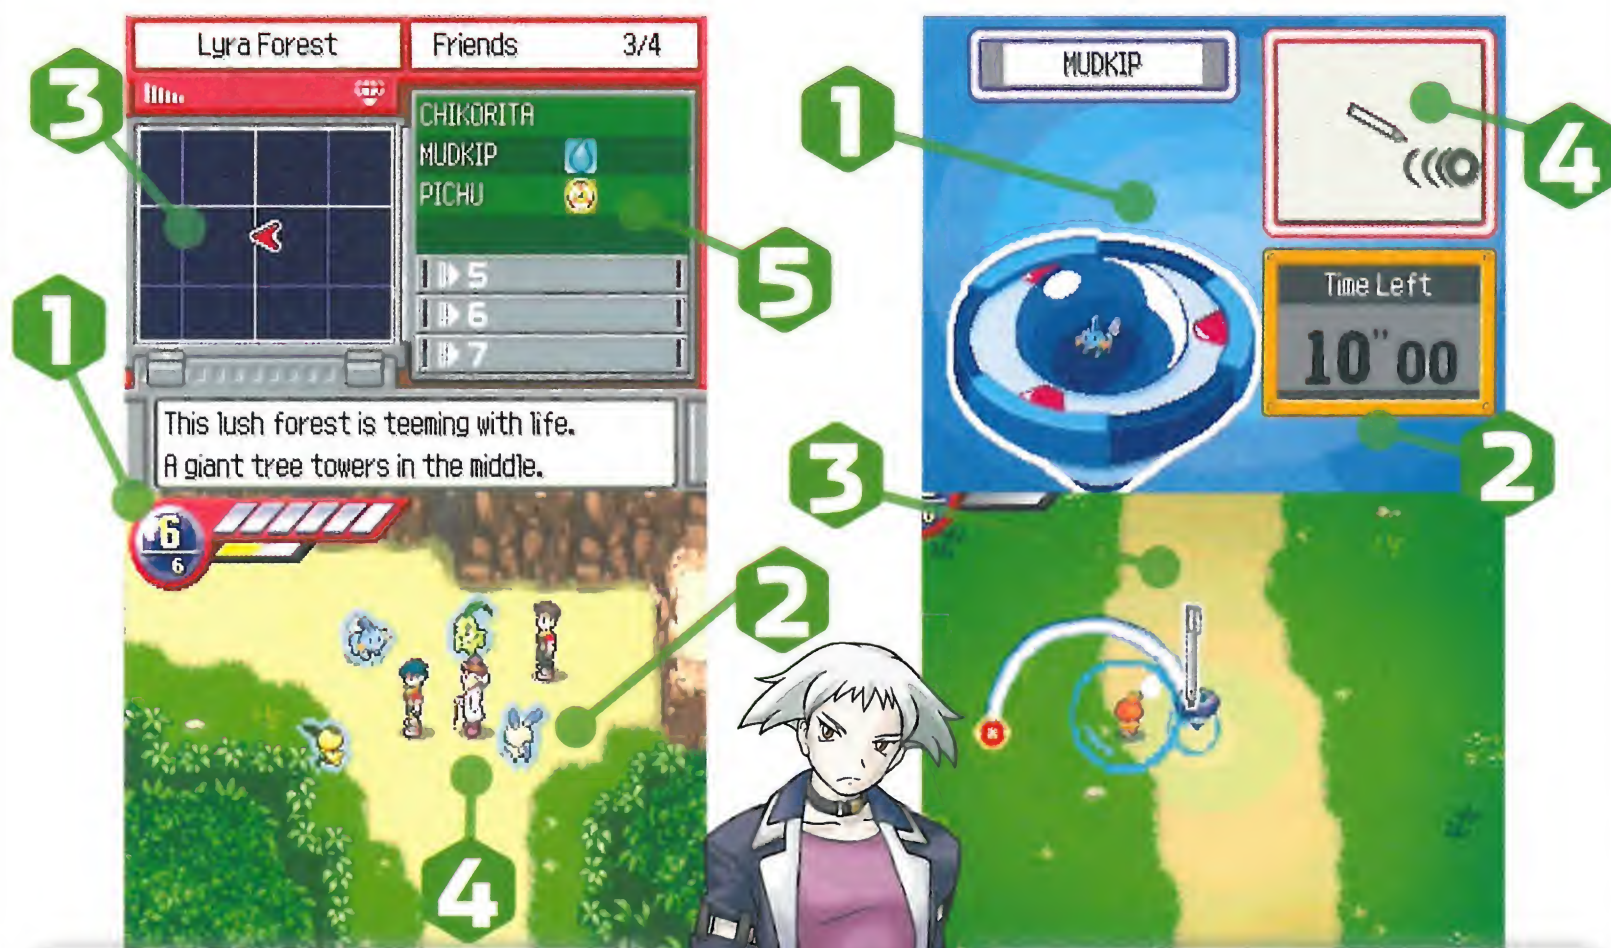 Lyra Forest
Friends 3/4
3
CHIKORITA
MUDKIP
PICHU
5
5
6
7
1
This lush forest is teeming with life.
A giant tree towers in the middle.
6
6
2
4
MUDKIP
1
4
Time Left
10"00
2
3